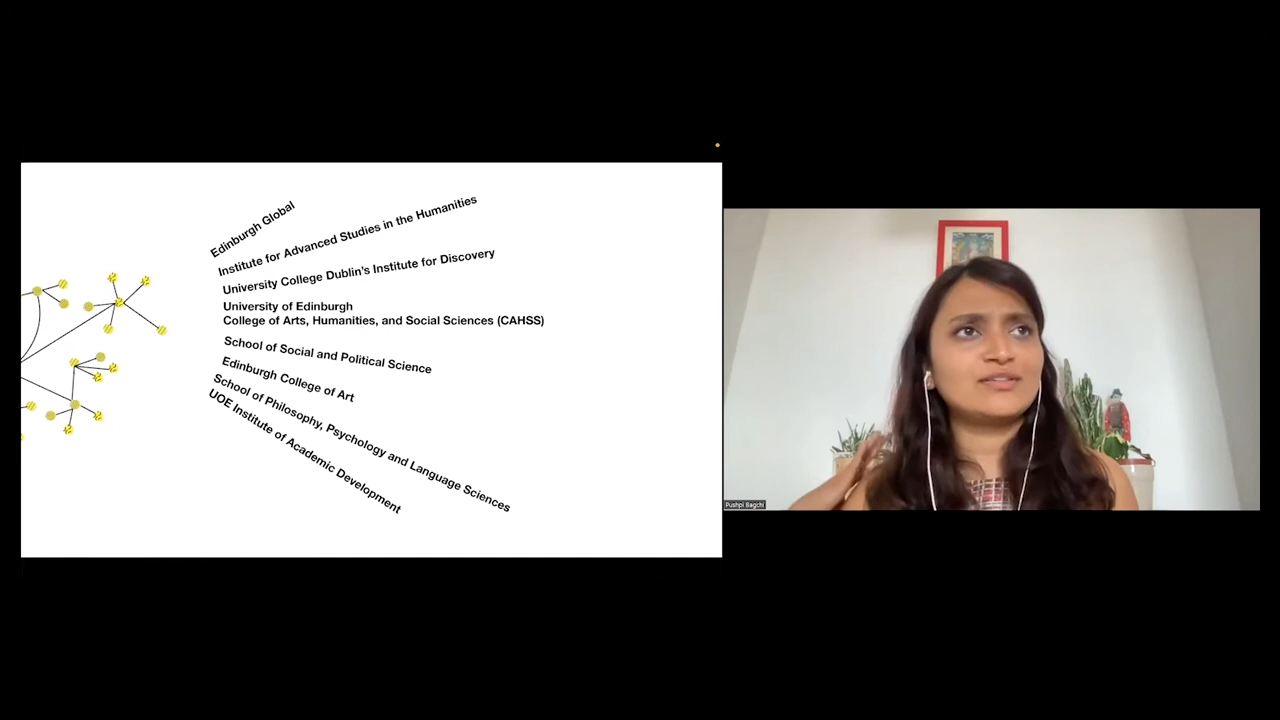 Edinburgh Global
Institute for Advanced Studies in the Humanities
University College Dublin's Institute for Discovery
University of Edinburgh
College of Arts, Humanities, and Social Sciences (CAHSS)
School of Social and Political Science
Edinburgh College of Art
School of Philosophy, Psychology and Language Sciences
UOE Institute of Academic Development
Pushpi Bagchi